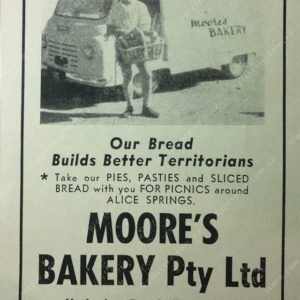 Moores
BAKERY
Our Bread
Builds Better Territorians
* Take our PIES, PASTIES and SLICED
BREAD with you FOR PICNICS around
ALICE SPRINGS.
MOORE'S
BAKERY Pty Ltd